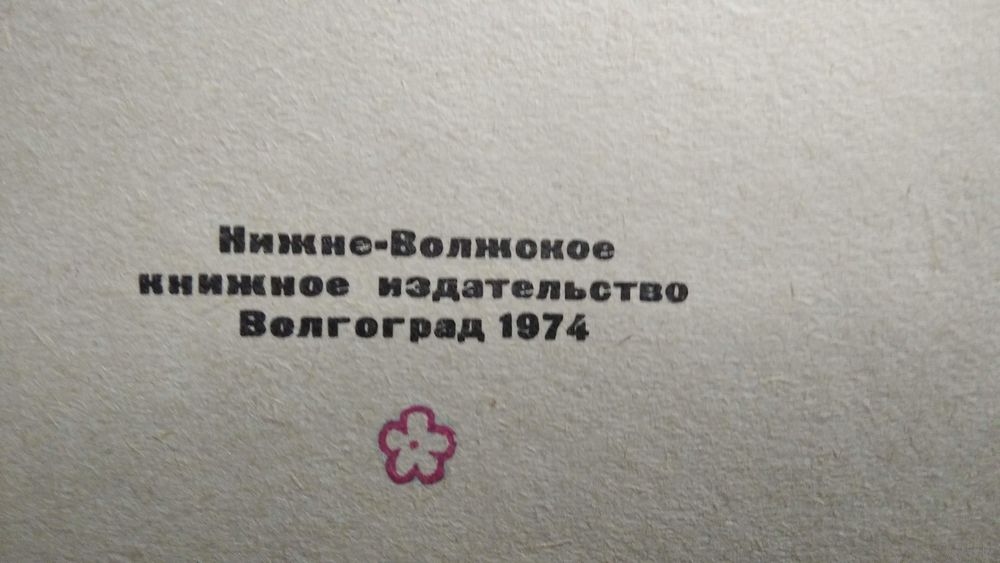 Нижне-Волжское
книжное издательство
Волгоград 1974